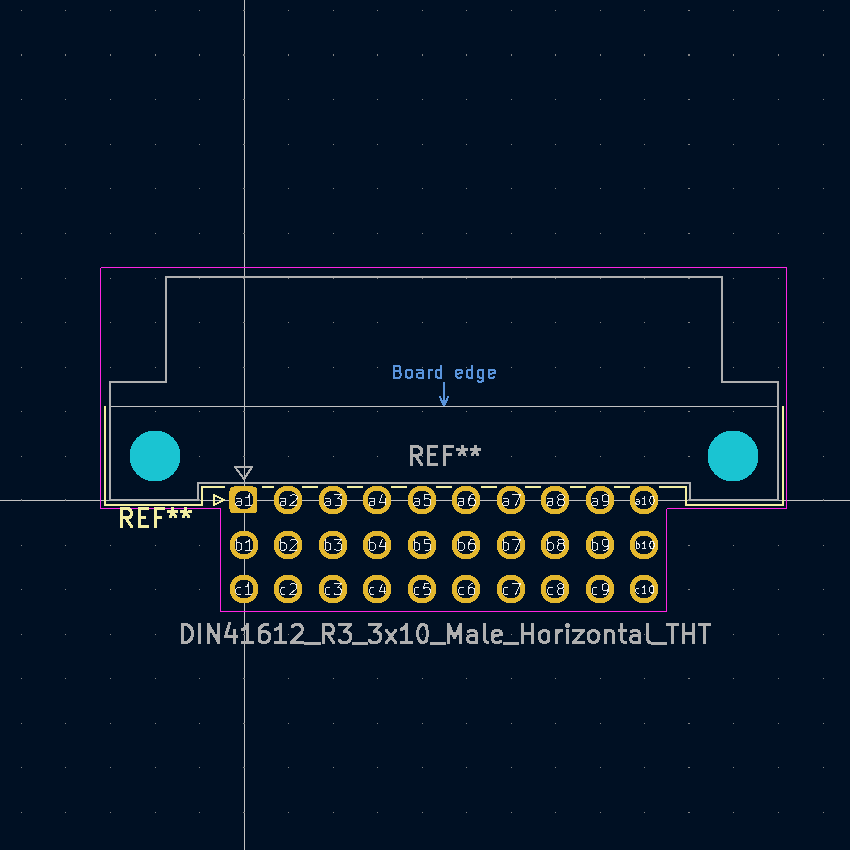 Board edge
REF**
a1 a2 a3 a4 a5 a6 a7 a8 a9 a10
REF**
b1 b2 b3 b4 b5 b6 b7 b8 b9 b10
c1 c2 c3 c4 c5 c6 c7 c8 c9 c10
DIN41612_R3_3x10_Male_Horizontal_THT